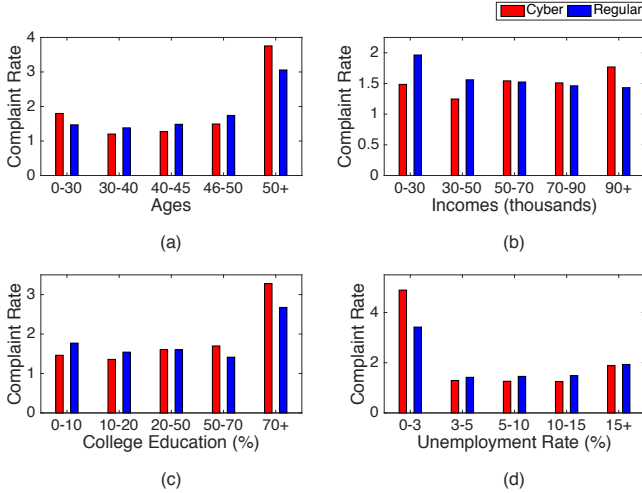 Cyber Regular
Complaint Rate
4
3
2
1
0
0-30 30-40 40-45 46-50 50+
Ages
(a)
Complaint Rate
2
1.5
1
0.5
0
0-30 30-50 50-70 70-90 90+
Incomes (thousands)
(b)
Complaint Rate
3
2
1
0
0-10 10-20 20-50 50-70 70+
College Education (%)
(c)
Complaint Rate
4
2
0
0-3 3-5 5-10 10-15 15+
Unemployment Rate (%)
(d)